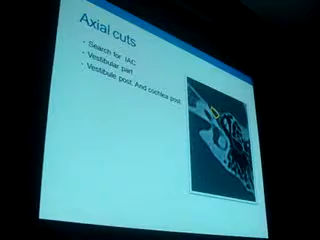 Axial cuts
- Search for IAC
- Vestibular part
- Vestibule post. And cochlea post.